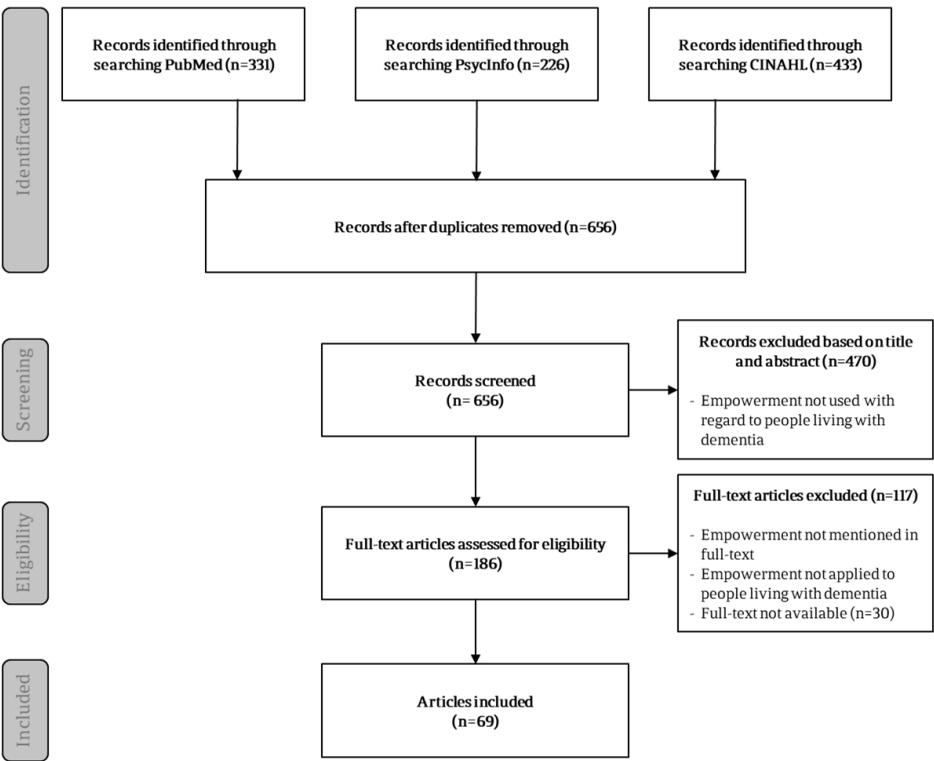 Identification
Records identified through
searching PubMed (n=331)
Records identified through
searching PsycInfo (n=226)
Records identified through
searching CINAHL (n=433)
Records after duplicates removed (n=656)
Screening
Records screened
(n= 656)
Records excluded based on title
and abstract (n=470)
- Empowerment not used with
regard to people living with
dementia
Eligibility
Full-text articles assessed for eligibility
(n=186)
Full-text articles excluded (n=117)
- Empowerment not mentioned in
full-text
- Empowerment not applied to
people living with dementia
- Full-text not available (n=30)
Included
Articles included
(n=69)